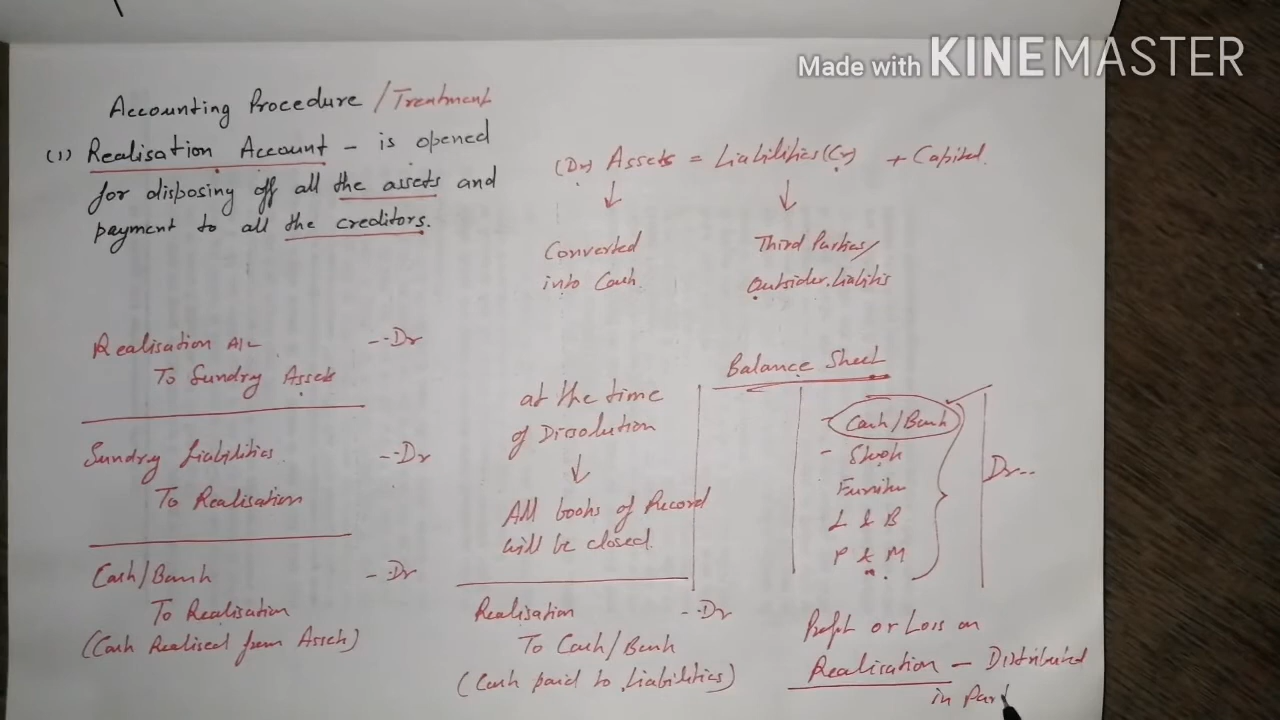 Made with KINEMASTER
Accounting Procedure / Treatment
(1) Realisation Account - is opened
for disposing off all the assets and
payment to all the creditors.
(Dr) Assets = Liabilities (Cr) + Capital.
Converted
into Cash
Third Parties/
outsider liabilitis
Realisation A/c --Dr
To Sundry Assets
Sundry Liabilities --Dr
To Realisation
Cash/Bank --Dr
To Realisation
(Cash Realised from Assets)
at the time
of Dissolution
All books of Record
will be closed.
Realisation --Dr
To Cash/Bank
(Cash paid to Liabilities)
Balance Sheet
- Cash/Bank
- Stock
Furnitu
L & B
P & M
Dr--
Profit or Loss on
Realisation - Distributed
in Part